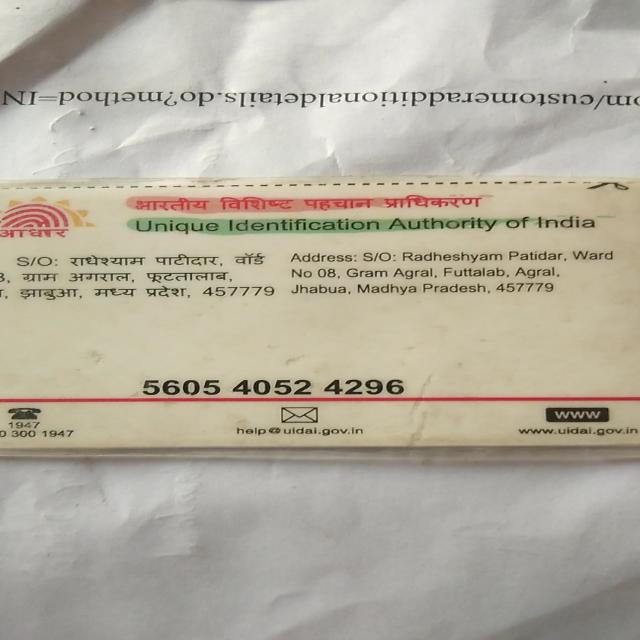 om/customeradditionaldetails.do?method=IN
भारतीय विशिष्ट पहचान प्राधिकरण
Unique Identification Authority of India
आधार
S/O: राधेश्याम पाटीदार, वॉर्ड
8, ग्राम अगराल, फूटतालाब,
, झाबुआ, मध्य प्रदेश, 457779
Address: S/O: Radheshyam Patidar, Ward
No 08, Gram Agral, Futtalab, Agral,
Jhabua, Madhya Pradesh, 457779
5605 4052 4296
1947
0 300 1947
help@uidai.gov.in
www
www.uidai.gov.in